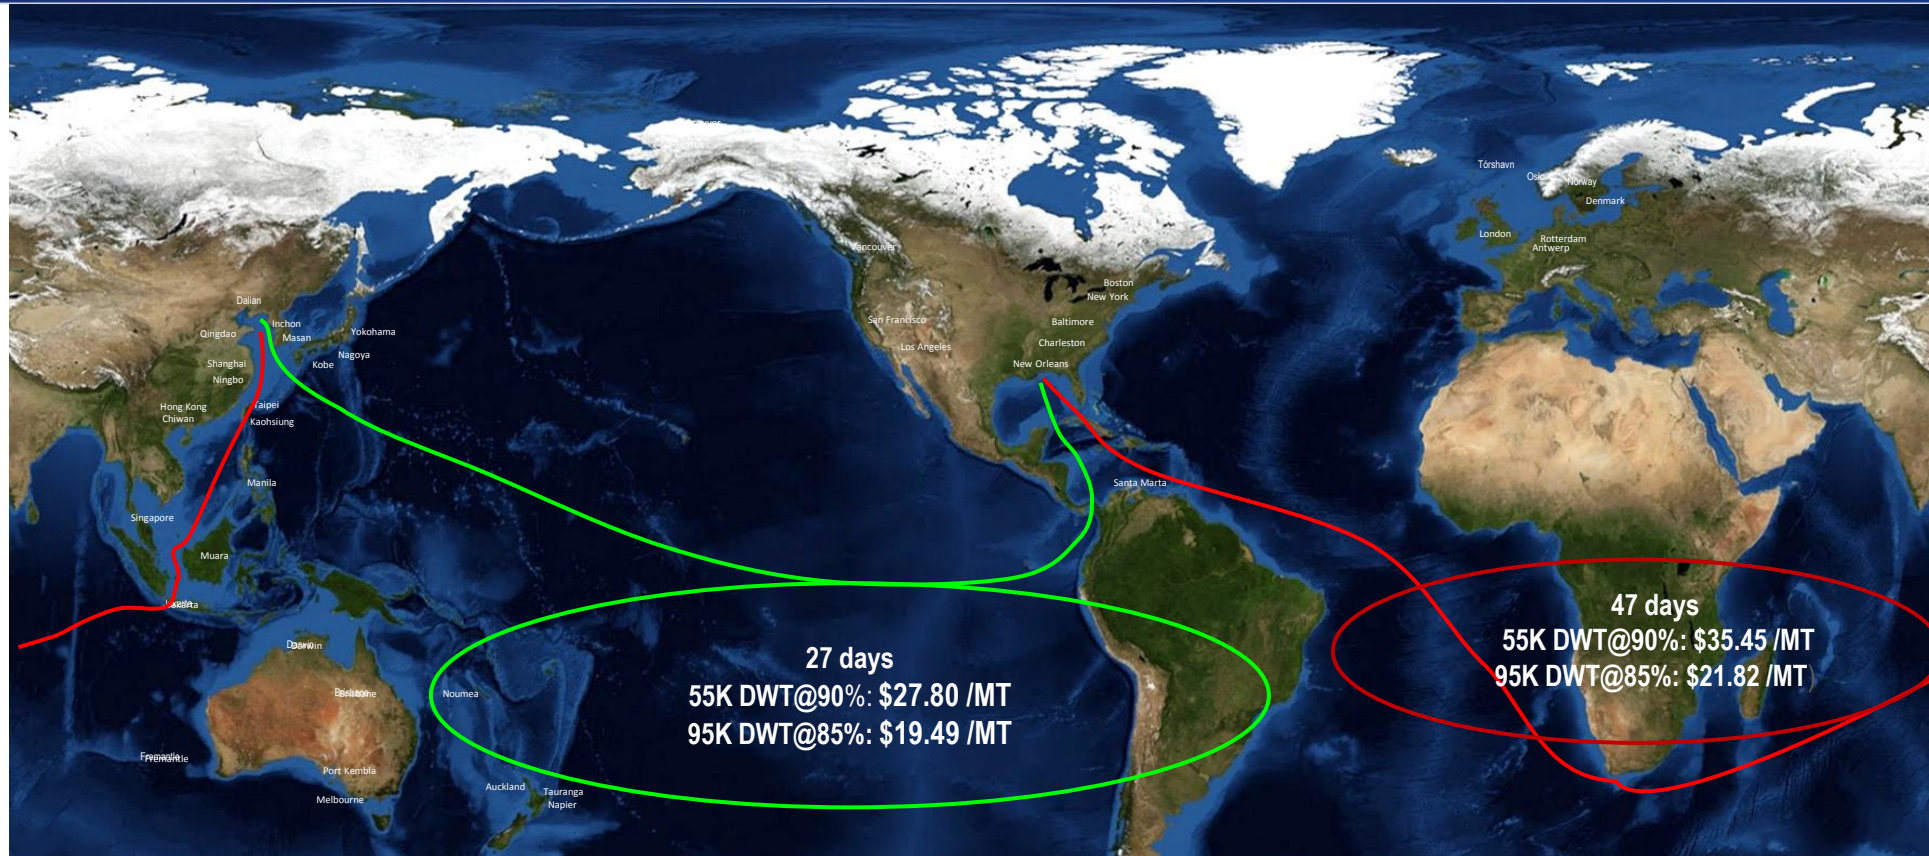 Tórshavn
Oslo
Norway
Denmark
London
Rotterdam
Antwerp
Vancouver
Boston
New York
San Francisco
Baltimore
Los Angeles
Charleston
New Orleans
Dalian
Qingdao
Inchon
Masan
Yokohama
Nagoya
Kobe
Shanghai
Ningbo
Hong Kong
Chiwan
Taipei
Kaohsiung
Manila
Santa Marta
Singapore
Muara
Jakarta
Darwin
Brisbane
Noumea
Fremantle
Fremantle
Port Kembla
Melbourne
Auckland
Tauranga
Napier
27 days
55K DWT@90%: $27.80 /MT
95K DWT@85%: $19.49 /MT
47 days
55K DWT@90%: $35.45 /MT
95K DWT@85%: $21.82 /MT)